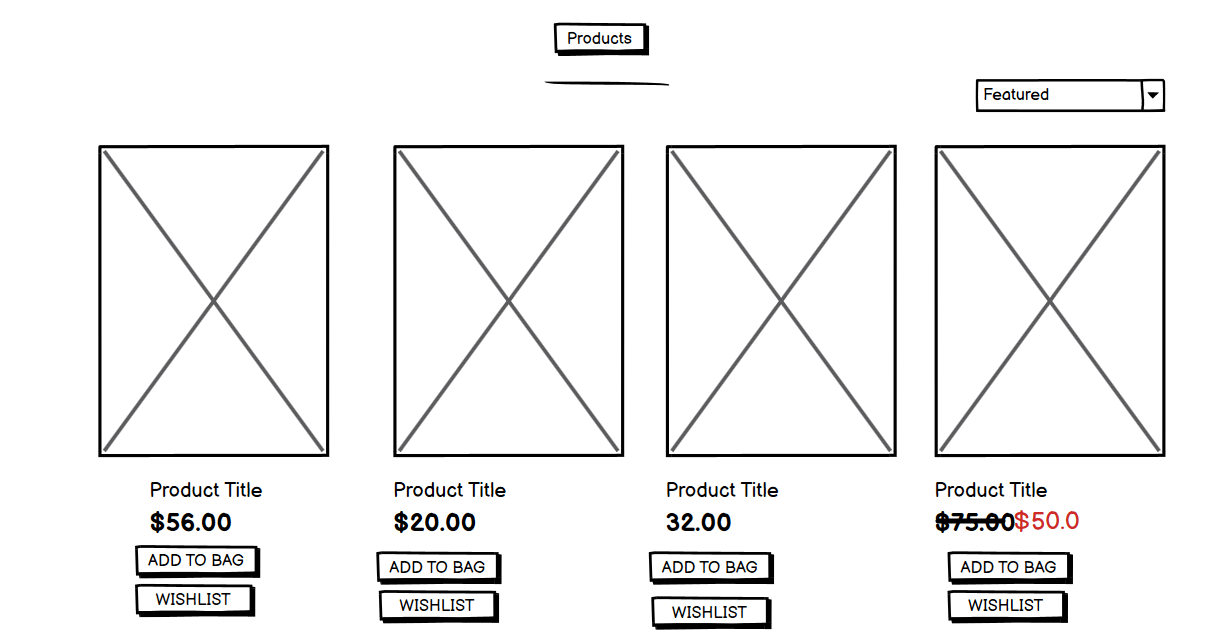 Products
Featured
Product Title Product Title Product Title Product Title
$56.00 $20.00 32.00 $75.00 $50.0
ADD TO BAG ADD TO BAG ADD TO BAG ADD TO BAG
WISHLIST WISHLIST WISHLIST WISHLIST